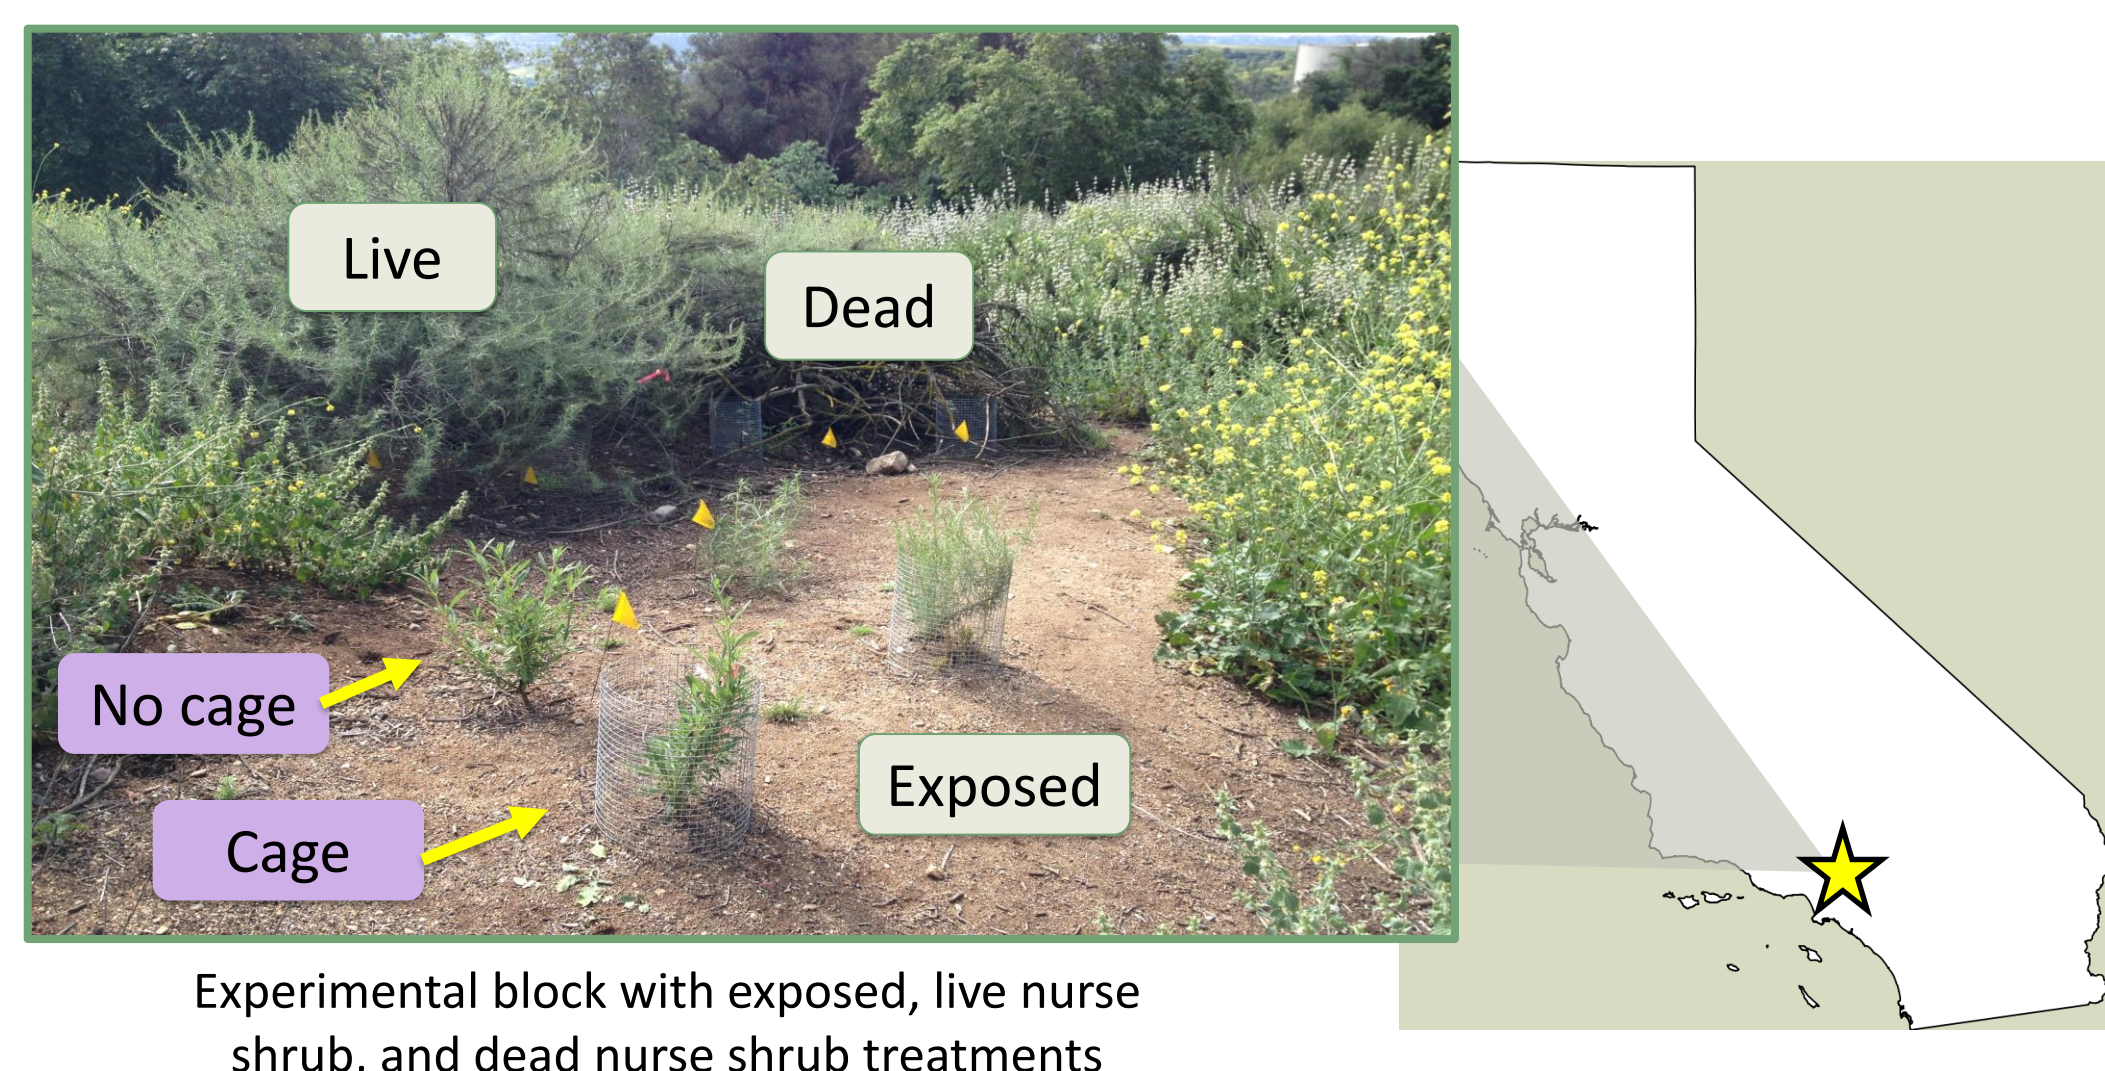 Live
Dead
No cage
Cage
Exposed
Experimental block with exposed, live nurse
shrub, and dead nurse shrub treatments